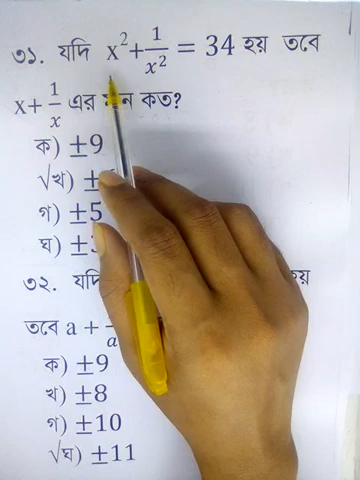 ৩১. যদি x²+1/x² = 34 হয় তবে
x+ 1/x এর মান কত?
ক) ±9
√খ) ±
গ) ±5
ঘ) ±
৩২. যদি হয়
তবে a + /a
ক) ±9
খ) ±8
গ) ±10
√ঘ) ±11